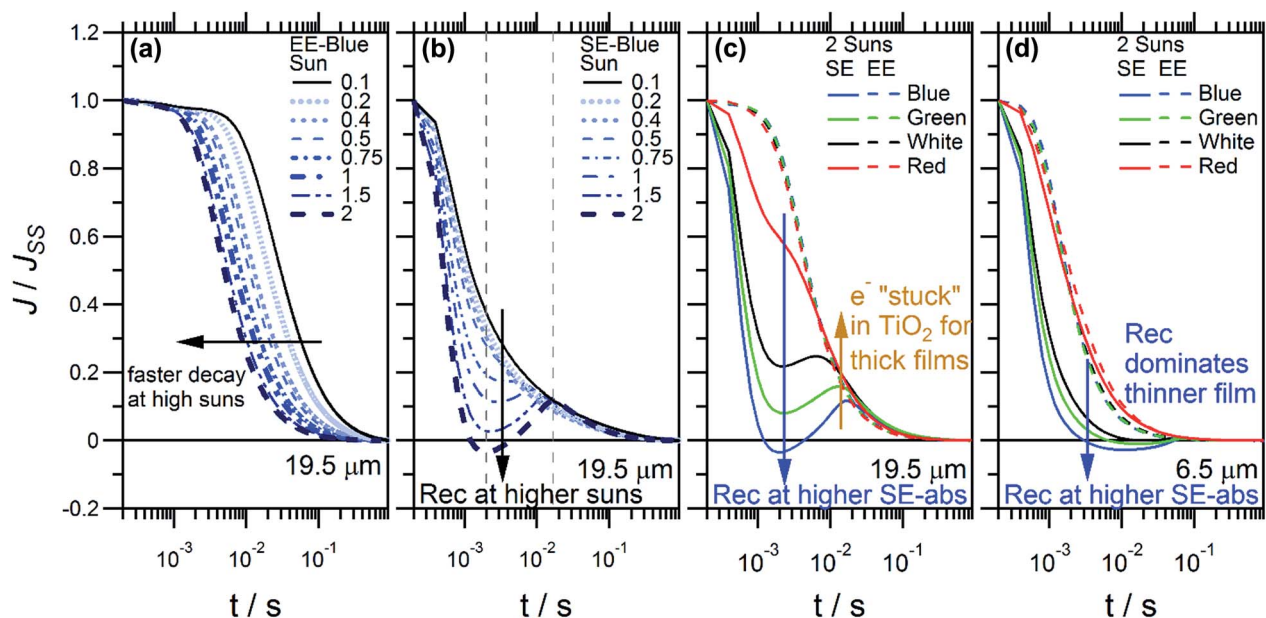 J / J_SS
1.2
1.0
0.8
0.6
0.4
0.2
0
-0.2
(a)
EE-Blue
Sun
0.1
0.2
0.4
0.5
0.75
1
1.5
2
faster decay
at high suns
19.5 μm
10⁻³ 10⁻² 10⁻¹
t / s
(b)
SE-Blue
Sun
0.1
0.2
0.4
0.5
0.75
1
1.5
2
19.5 μm
Rec at higher suns
10⁻³ 10⁻² 10⁻¹
t / s
(c)
2 Suns
SE EE
Blue
Green
White
Red
e⁻ "stuck"
in TiO₂ for
thick films
19.5 μm
Rec at higher SE-abs
10⁻³ 10⁻² 10⁻¹
t / s
(d)
2 Suns
SE EE
Blue
Green
White
Red
Rec
dominates
thinner film
6.5 μm
Rec at higher SE-abs
10⁻³ 10⁻² 10⁻¹
t / s